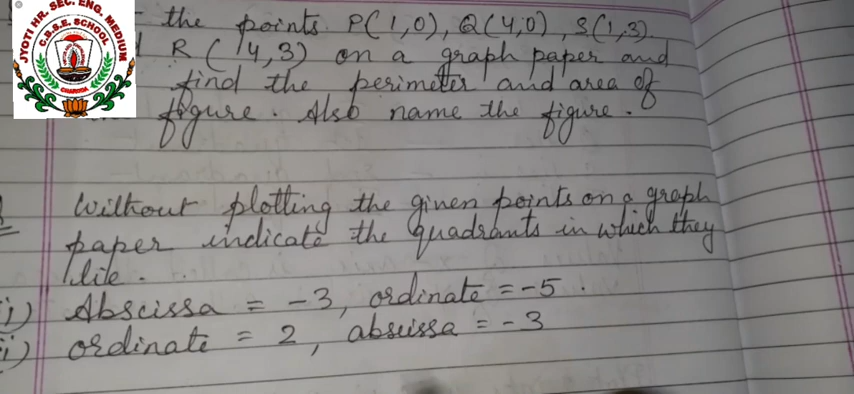 JYOTI HR. SEC. ENG. MEDIUM
C.B.S.E. SCHOOL
CHARODA
the points P(1,0), Q(4,0), S(1,3)
R (4,3) on a graph paper and
find the perimeter and area of
figure. Also name the figure.
Without plotting the given points on a graph
paper indicate the quadrants in which they
lie.
i) Abscissa = -3, ordinate = -5.
i) ordinate = 2, abscissa = -3